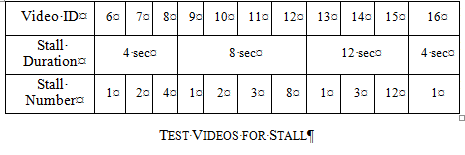 Video ID¤ 6¤ 7¤ 8¤ 9¤ 10¤ 11¤ 12¤ 13¤ 14¤ 15¤ 16¤
Stall·
Duration¤ 4·sec¤ 8·sec¤ 12·sec¤ 4·sec¤
Stall·
Number¤ 1¤ 2¤ 4¤ 1¤ 2¤ 3¤ 8¤ 1¤ 3¤ 12¤ 1¤
TEST·VIDEOS·FOR·STALL¶